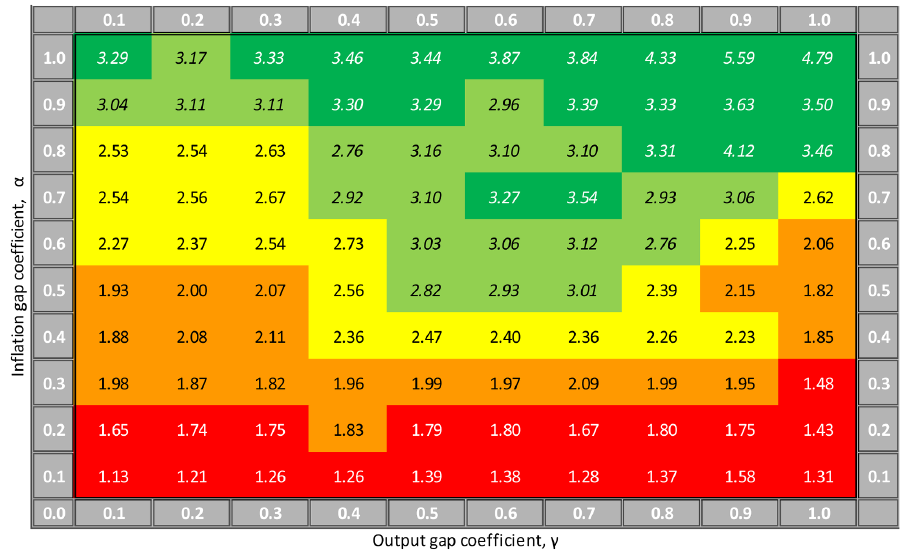 0.1 0.2 0.3 0.4 0.5 0.6 0.7 0.8 0.9 1.0
1.0 3.29 3.17 3.33 3.46 3.44 3.87 3.84 4.33 5.59 4.79 1.0
0.9 3.04 3.11 3.11 3.30 3.29 2.96 3.39 3.33 3.63 3.50 0.9
0.8 2.53 2.54 2.63 2.76 3.16 3.10 3.10 3.31 4.12 3.46 0.8
0.7 2.54 2.56 2.67 2.92 3.10 3.27 3.54 2.93 3.06 2.62 0.7
0.6 2.27 2.37 2.54 2.73 3.03 3.06 3.12 2.76 2.25 2.06 0.6
0.5 1.93 2.00 2.07 2.56 2.82 2.93 3.01 2.39 2.15 1.82 0.5
0.4 1.88 2.08 2.11 2.36 2.47 2.40 2.36 2.26 2.23 1.85 0.4
0.3 1.98 1.87 1.82 1.96 1.99 1.97 2.09 1.99 1.95 1.48 0.3
0.2 1.65 1.74 1.75 1.83 1.79 1.80 1.67 1.80 1.75 1.43 0.2
0.1 1.13 1.21 1.26 1.26 1.39 1.38 1.28 1.37 1.58 1.31 0.1
0.0 0.1 0.2 0.3 0.4 0.5 0.6 0.7 0.8 0.9 1.0
Inflation gap coefficient, α
Output gap coefficient, γ